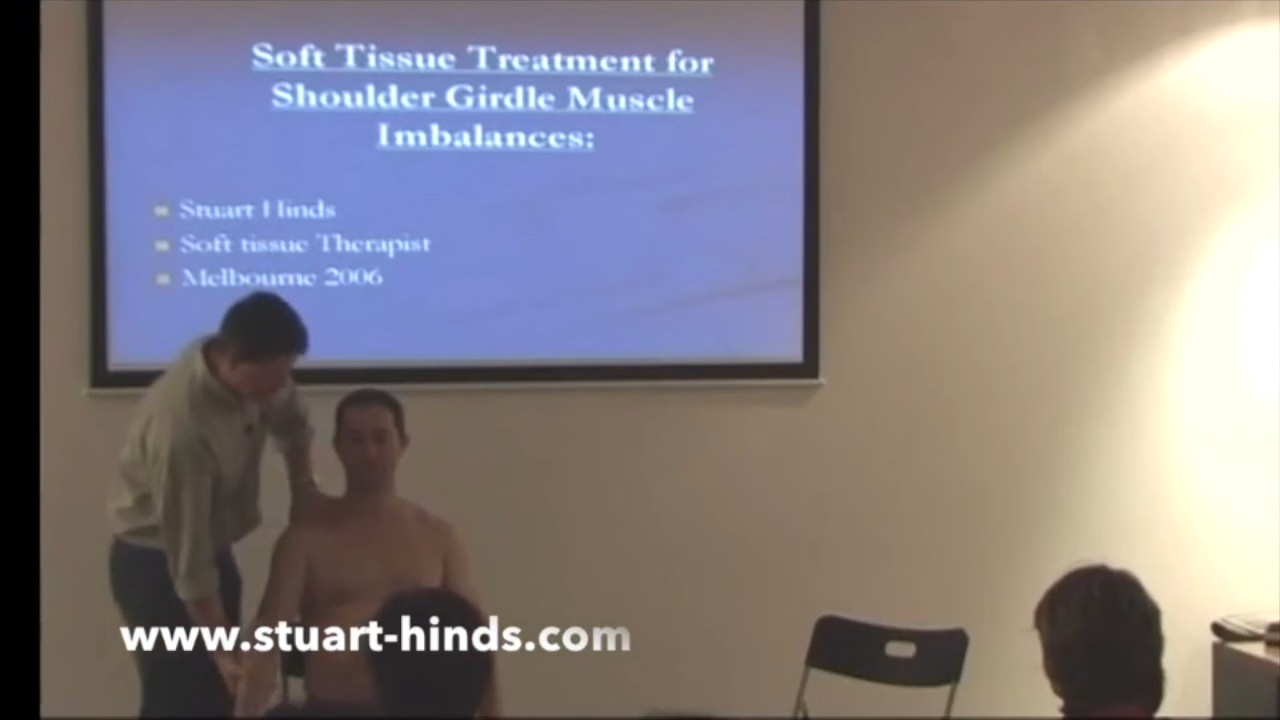 Soft Tissue Treatment for
Shoulder Girdle Muscle
Imbalances:
Stuart Hinds
Soft tissue Therapist
Melbourne 2006
www.stuart-hinds.com